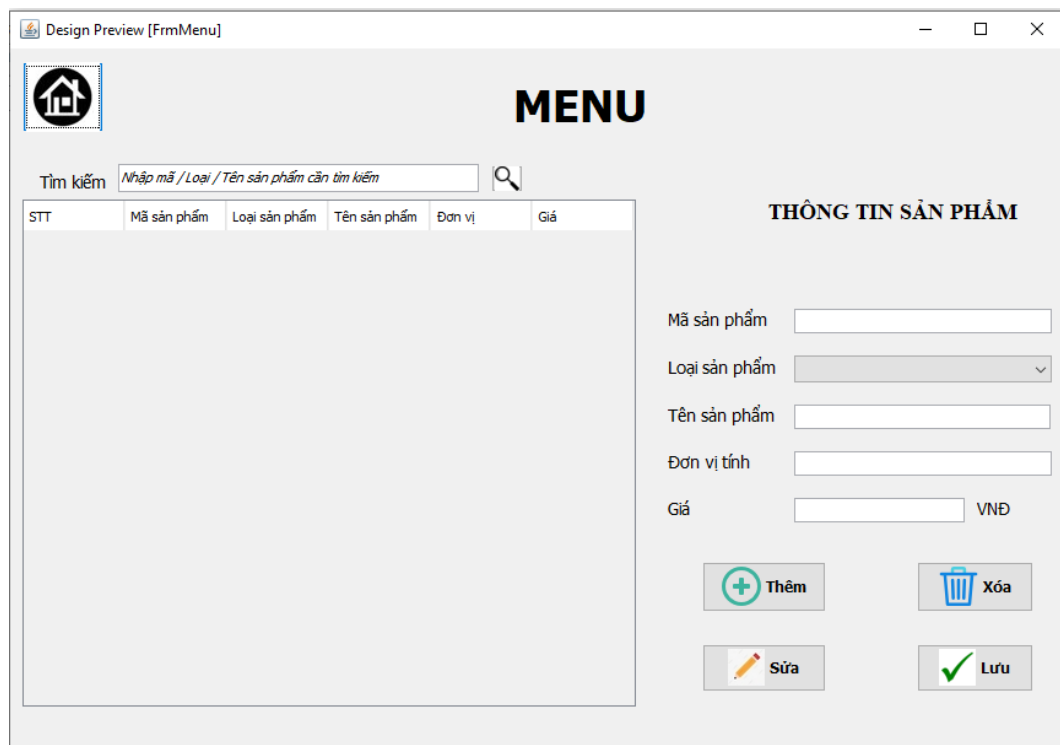 Design Preview [FrmMenu]
MENU
Tìm kiếm Nhập mã / Loại / Tên sản phẩm cần tìm kiếm
STT Mã sản phẩm Loại sản phẩm Tên sản phẩm Đơn vị Giá
THÔNG TIN SẢN PHẨM
Mã sản phẩm
Loại sản phẩm
Tên sản phẩm
Đơn vị tính
Giá VNĐ
Thêm Xóa
Sửa Lưu